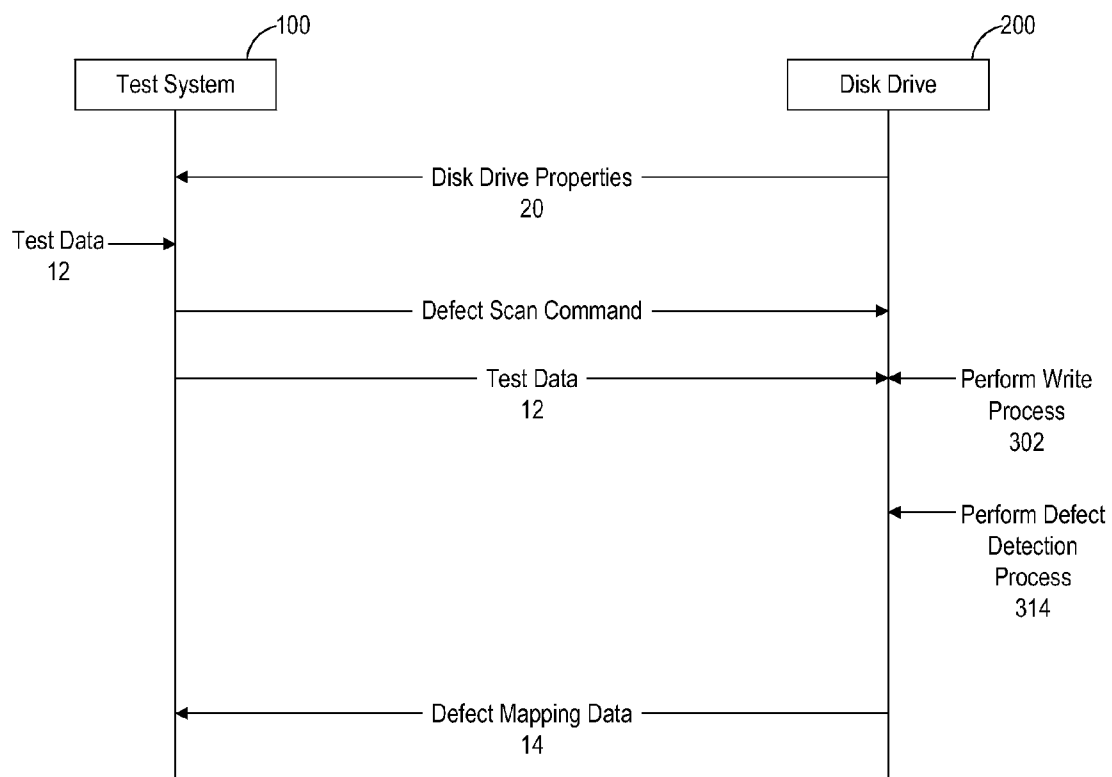 100
200
Test System
Disk Drive
Disk Drive Properties
20
Test Data
12
Defect Scan Command
Test Data
12
Perform Write
Process
302
Perform Defect
Detection
Process
314
Defect Mapping Data
14